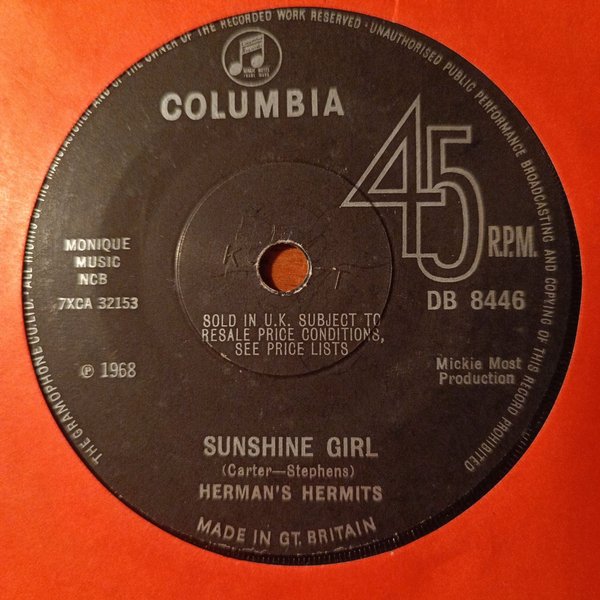 THE GRAMOPHONE CO. LTD. · ALL RIGHTS OF THE MANUFACTURER AND OF THE OWNER OF THE RECORDED WORK RESERVED · UNAUTHORISED PUBLIC PERFORMANCE BROADCASTING AND COPYING OF THIS RECORD PROHIBITED
COLUMBIA
45
R.P.M.
MONIQUE
MUSIC
NCB
7XCA 32153
DB 8446
SOLD IN U.K. SUBJECT TO
RESALE PRICE CONDITIONS,
SEE PRICE LISTS
℗ 1968
Mickie Most
Production
SUNSHINE GIRL
(Carter—Stephens)
HERMAN'S HERMITS
MADE IN GT. BRITAIN